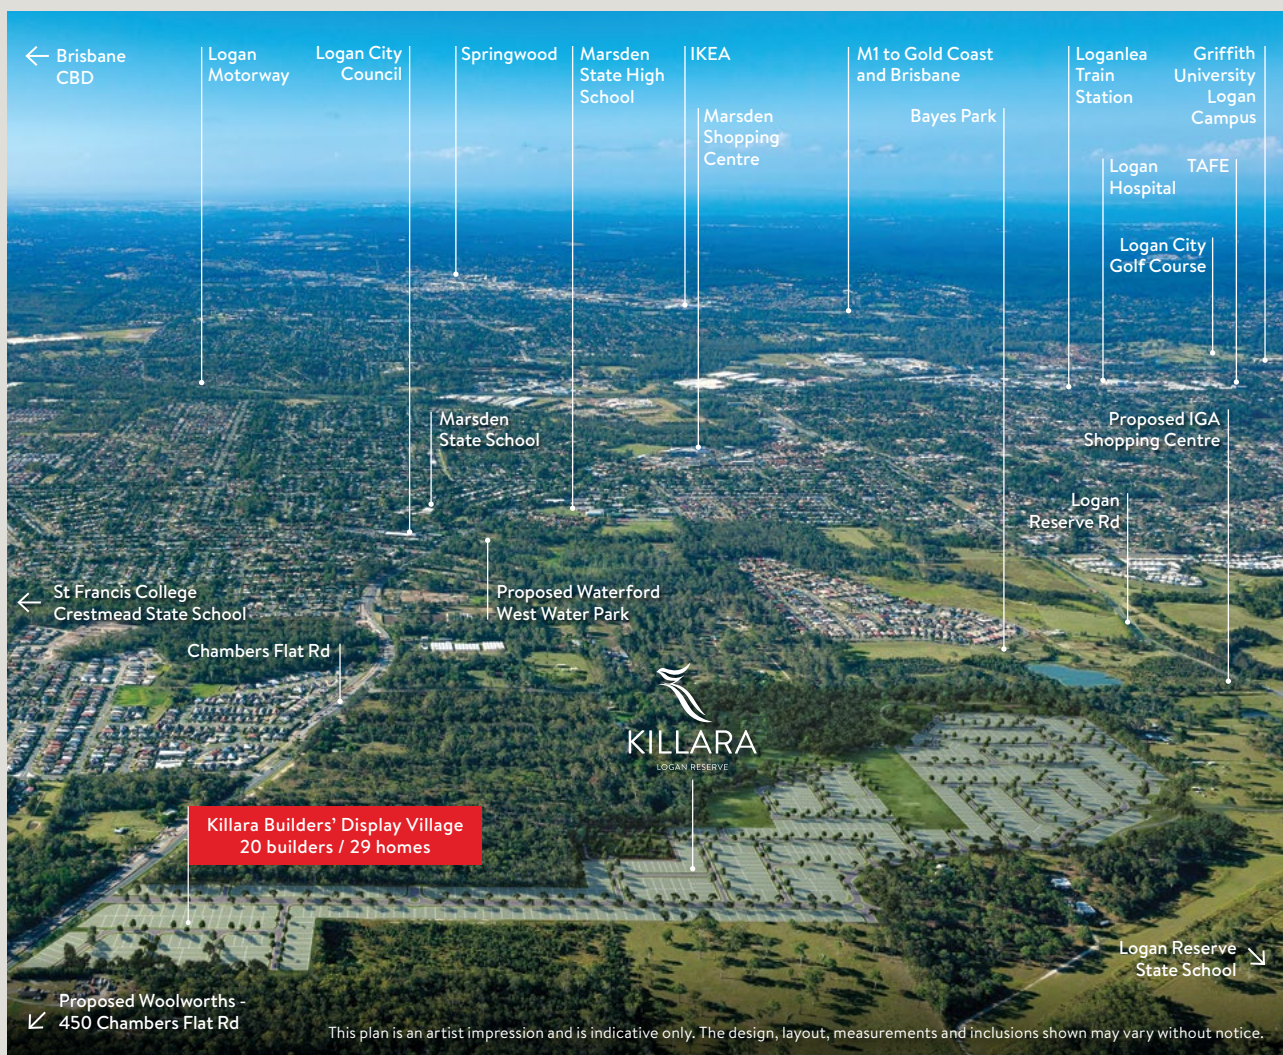 Brisbane
CBD
Logan
Motorway
Logan City
Council
Springwood
Marsden
State High
School
IKEA
Marsden
Shopping
Centre
M1 to Gold Coast
and Brisbane
Bayes Park
Loganlea
Train
Station
Griffith
University
Logan
Campus
Logan
Hospital
TAFE
Logan City
Golf Course
Marsden
State School
Proposed IGA
Shopping Centre
Logan
Reserve Rd
St Francis College
Crestmead State School
Proposed Waterford
West Water Park
Chambers Flat Rd
KILLARA
LOGAN RESERVE
Killara Builders’ Display Village
20 builders / 29 homes
Logan Reserve
State School
Proposed Woolworths -
450 Chambers Flat Rd
This plan is an artist impression and is indicative only. The design, layout, measurements and inclusions shown may vary without notice.